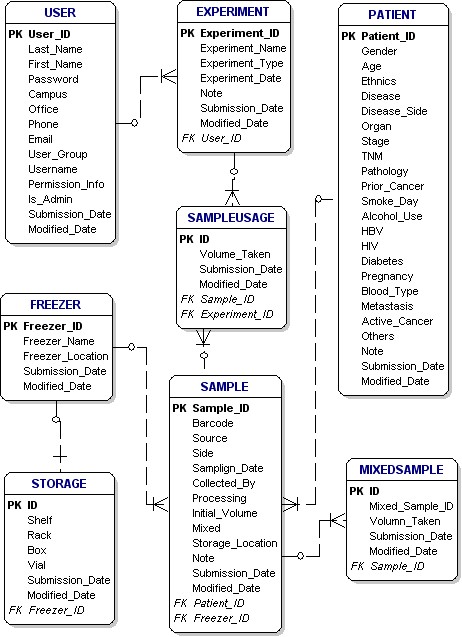 USER
PK User_ID
Last_Name
First_Name
Password
Campus
Office
Phone
Email
User_Group
Username
Permission_Info
Is_Admin
Submission_Date
Modified_Date
EXPERIMENT
PK Experiment_ID
Experiment_Name
Experiment_Type
Experiment_Date
Note
Submission_Date
Modified_Date
FK User_ID
PATIENT
PK Patient_ID
Gender
Age
Ethnics
Disease
Disease_Side
Organ
Stage
TNM
Pathology
Prior_Cancer
Smoke_Day
Alcohol_Use
HBV
HIV
Diabetes
Pregnancy
Blood_Type
Metastasis
Active_Cancer
Others
Note
Submission_Date
Modified_Date
SAMPLEUSAGE
PK ID
Volume_Taken
Submission_Date
Modified_Date
FK Sample_ID
FK Experiment_ID
FREEZER
PK Freezer_ID
Freezer_Name
Freezer_Location
Submission_Date
Modified_Date
SAMPLE
PK Sample_ID
Barcode
Source
Side
Samplign_Date
Collected_By
Processing
Initial_Volume
Mixed
Storage_Location
Note
Submission_Date
Modified_Date
FK Patient_ID
FK Freezer_ID
STORAGE
PK ID
Shelf
Rack
Box
Vial
Submission_Date
Modified_Date
FK Freezer_ID
MIXEDSAMPLE
PK ID
Mixed_Sample_ID
Volumn_Taken
Submission_Date
Modified_Date
FK Sample_ID